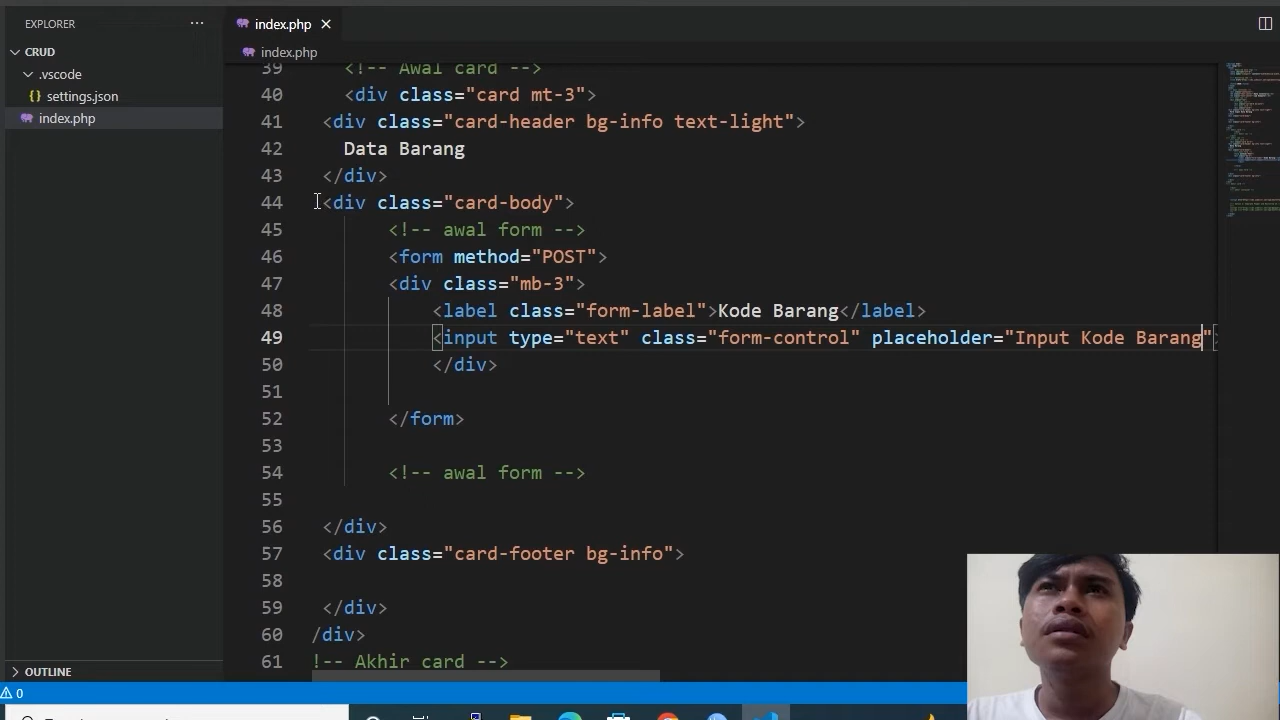 EXPLORER
index.php
CRUD
index.php
.vscode
settings.json
index.php
39 <!-- Awal card -->
40 <div class="card mt-3">
41 <div class="card-header bg-info text-light">
42 Data Barang
43 </div>
44 <div class="card-body">
45 <!-- awal form -->
46 <form method="POST">
47 <div class="mb-3">
48 <label class="form-label">Kode Barang</label>
49 <input type="text" class="form-control" placeholder="Input Kode Barang">
50 </div>
51
52 </form>
53
54 <!-- awal form -->
55
56 </div>
57 <div class="card-footer bg-info">
58
59 </div>
60 /div>
61 !-- Akhir card -->
OUTLINE
0